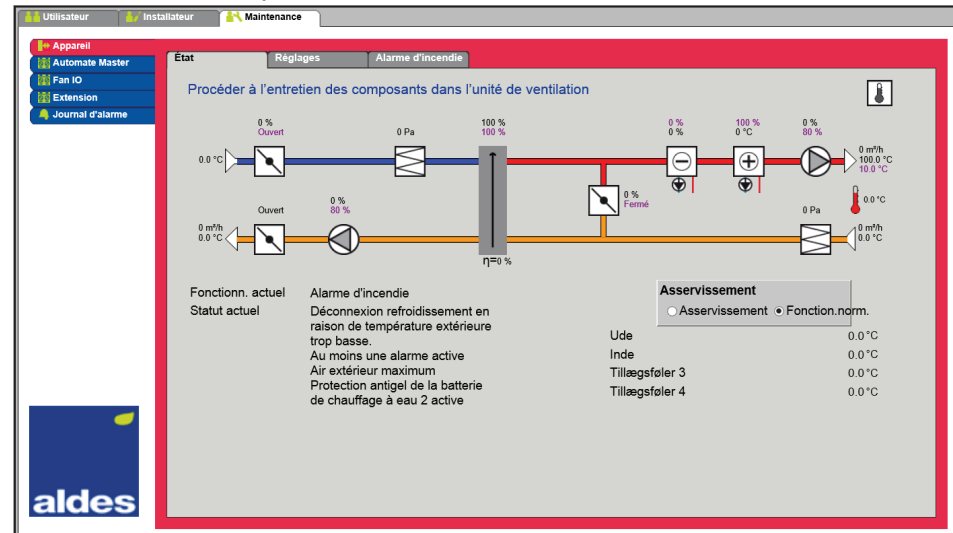 Utilisateur
Installateur
Maintenance
Appareil
Automate Master
Fan IO
Extension
Journal d'alarme
État
Réglages
Alarme d'incendie
Procéder à l'entretien des composants dans l'unité de ventilation
0 %
Ouvert
0 Pa
100 %
100 %
0 %
0 %
100 %
0 °C
0 %
80 %
0.0 °C
0 m³/h
100.0 °C
10.0 °C
0 %
Fermé
0.0 °C
Ouvert
0 %
80 %
0 Pa
0 m³/h
0.0 °C
0 m³/h
0.0 °C
η=0 %
Fonctionn. actuel
Alarme d'incendie
Statut actuel
Déconnexion refroidissement en
raison de température extérieure
trop basse.
Au moins une alarme active
Air extérieur maximum
Protection antigel de la batterie
de chauffage à eau 2 active
Asservissement
Asservissement
Fonction.norm.
Ude
0.0 °C
Inde
0.0 °C
Tillægsføler 3
0.0 °C
Tillægsføler 4
0.0 °C
aldes